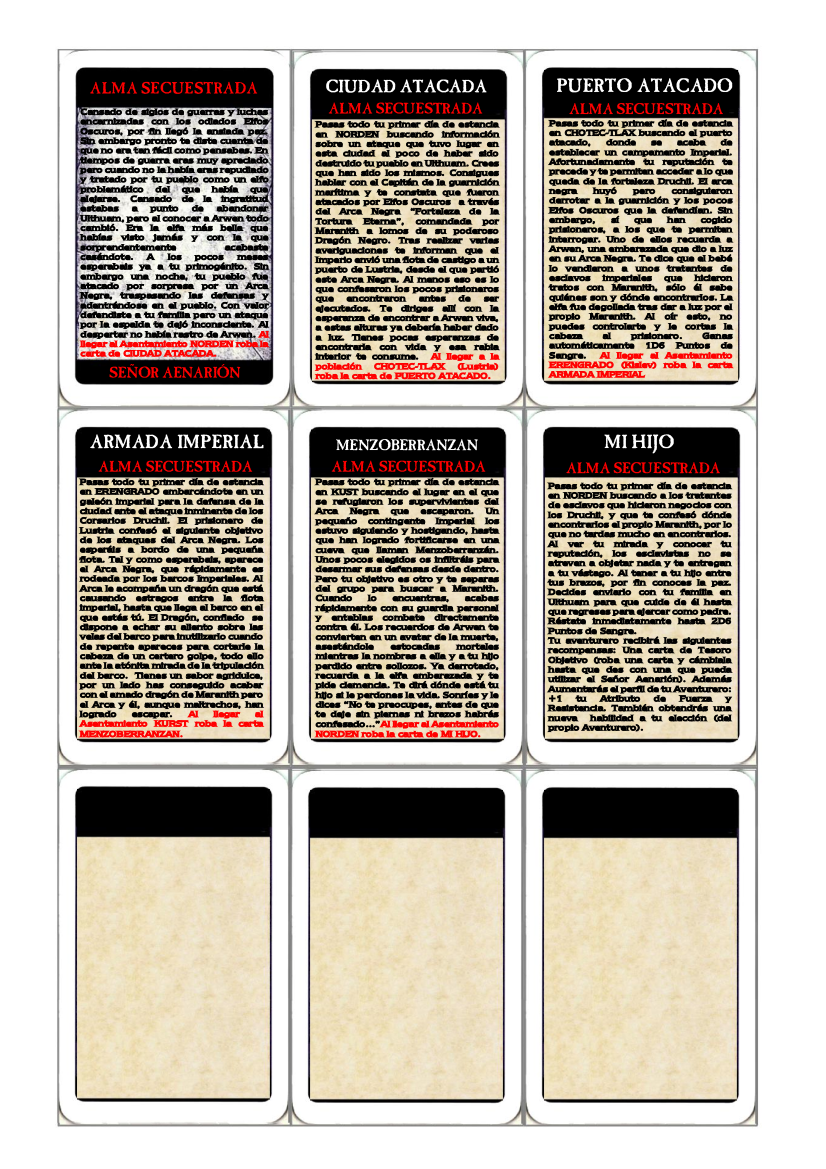 ALMA SECUESTRADA
Cansado de siglos de guerras y luchas
encarnizadas con los odiados Elfos
Oscuros, por fin llegó la ansiada paz.
Sin embargo pronto te diste cuenta de
que no era tan fácil como pensabas. En
tiempos de guerra eras muy apreciado
pero cuando no la había eras repudiado
y tratado por tu pueblo como un elfo
problemático del que había que
alejarse. Cansado de la ingratitud
estabas a punto de abandonar
Ulthuam, pero el conocer a Arwen todo
cambió. Era la elfa más bella que
habías visto jamás y con la que
sorprendentemente acabaste
casándote. A los pocos meses
esperabais ya a tu primogénito. Sin
embargo una noche, tu pueblo fue
atacado por sorpresa por un Arca
Negra, traspasando las defensas y
adentrándose en el pueblo. Con valor
defendiste a tu familia pero un ataque
por la espalda te dejó inconsciente. Al
despertar no había rastro de Arwen. Al
llegar al Asentamiento NORDEN roba la
carta de CIUDAD ATACADA.
SEÑOR AENARIÓN
CIUDAD ATACADA
ALMA SECUESTRADA
Pasas todo tu primer día de estancia
en NORDEN buscando información
sobre un ataque que tuvo lugar en
esta ciudad al poco de haber sido
destruido tu pueblo en Ulthuam. Crees
que han sido los mismos. Consigues
hablar con el Capitán de la guarnición
marítima y te constata que fueron
atacados por Elfos Oscuros a través
del Arca Negra "Fortaleza de la
Tortura Eterna", comandada por
Maranith a lomos de su poderoso
Dragón Negro. Tras realizar varias
averiguaciones te informan que el
Imperio envió una flota de castigo a un
puerto de Lustria, desde el que partió
este Arca Negra. Al menos eso es lo
que confesaron los pocos prisioneros
que encontraron antes de ser
ejecutados. Te diriges allí con la
esperanza de encontrar a Arwen viva,
a estas alturas ya debería haber dado
a luz. Tienes pocas esperanzas de
encontrarla con vida y esa rabia
interior te consume. Al llegar a la
población CHOTEC-TLAX (Lustria)
roba la carta de PUERTO ATACADO.
PUERTO ATACADO
ALMA SECUESTRADA
Pasas todo tu primer día de estancia
en CHOTEC-TLAX buscando el puerto
atacado, donde se acaba de
establecer un campamento Imperial.
Afortunadamente tu reputación te
precede y te permiten acceder a lo que
queda de la fortaleza Druchil. El arca
negra huyó pero consiguieron
derrotar a la guarnición y los pocos
Elfos Oscuros que la defendían. Sin
embargo, sí que han cogido
prisioneros, a los que te permiten
interrogar. Uno de ellos recuerda a
Arwen, una embarazada que dio a luz
en su Arca Negra. Te dice que el bebé
lo vendieron a unos tratantes de
esclavos imperiales que hicieron
tratos con Maranith, sólo él sabe
quiénes son y dónde encontrarlos. La
elfa fue degollada tras dar a luz por el
propio Maranith. Al oír esto, no
puedes controlarte y le cortas la
cabeza al prisionero. Ganas
automáticamente 1D6 Puntos de
Sangre. Al llegar al Asentamiento
ERENGRADO (Kislev) roba la carta
ARMADA IMPERIAL
ARMADA IMPERIAL
ALMA SECUESTRADA
Pasas todo tu primer día de estancia
en ERENGRADO embarcándote en un
galeón imperial para la defensa de la
ciudad ante el ataque inminente de los
Corsarios Druchil. El prisionero de
Lustria confesó el siguiente objetivo
de los ataques del Arca Negra. Los
esperáis a bordo de una pequeña
flota. Tal y como esperabais, aparece
el Arca Negra, que rápidamente es
rodeada por los barcos Imperiales. Al
Arca le acompaña un dragón que está
causando estragos entre la flota
imperial, hasta que llega al barco en el
que estás tú. El Dragón, confiado se
dispone a echar su aliento sobre las
velas del barco para inutilizarlo cuando
de repente apareces para cortarle la
cabeza de un certero golpe, todo ello
ante la atónita mirada de la tripulación
del barco. Tienes un sabor agridulce,
por un lado has conseguido acabar
con el amado dragón de Maranith pero
el Arca y él, aunque maltrechos, han
logrado escapar. Al llegar al
Asentamiento KURST roba la carta
MENZOBERRANZAN.
MENZOBERRANZAN
ALMA SECUESTRADA
Pasas todo tu primer día de estancia
en KUST buscando el lugar en el que
se refugiaron los supervivientes del
Arca Negra que escaparon. Un
pequeño contingente Imperial los
estuvo siguiendo y hostigando, hasta
que han logrado fortificarse en una
cueva que llaman Menzoberranzán.
Unos pocos elegidos os infiltráis para
desarmar sus defensas desde dentro.
Pero tu objetivo es otro y te separas
del grupo para buscar a Maranith.
Cuando lo encuentras, acabas
rápidamente con su guardia personal
y entablas combate directamente
contra él. Los recuerdos de Arwen te
convierten en un avatar de la muerte,
asestándole estocadas mortales
mientras la nombras a ella y a tu hijo
perdido entre sollozos. Ya derrotado,
recuerda a la elfa embarazada y te
pide clemencia. Te dirá dónde está tu
hijo si le perdones la vida. Sonríes y le
dices "No te preocupes, antes de que
te deje sin piernas ni brazos habrás
confesado..."Al llegar al Asentamiento
NORDEN roba la carta de MI HIJO.
MI HIJO
ALMA SECUESTRADA
Pasas todo tu primer día de estancia
en NORDEN buscando a los tratantes
de esclavos que hicieron negocios con
los Druchil, y que te confesó dónde
encontrarlos el propio Maranith, por lo
que no tardas mucho en encontrarlos.
Al ver tu mirada y conocer tu
reputación, los esclavistas no se
atreven a objetar nada y te entregan
a tu vástago. Al tener a tu hijo entre
tus brazos, por fin conoces la paz.
Decides enviarlo con tu familia en
Ulthuam para que cuide de él hasta
que regreses para ejercer como padre.
Réstate inmediatamente hasta 2D6
Puntos de Sangre.
Tu aventurero recibirá las siguientes
recompensas: Una carta de Tesoro
Objetivo (roba una carta y cámbiala
hasta que des con una que pueda
utilizar el Señor Aenarión). Además
Aumentarás el perfil de tu Aventurero:
+1 tu Atributo de Fuerza y
Resistencia. También obtendrás una
nueva habilidad a tu elección (del
propio Aventurero).